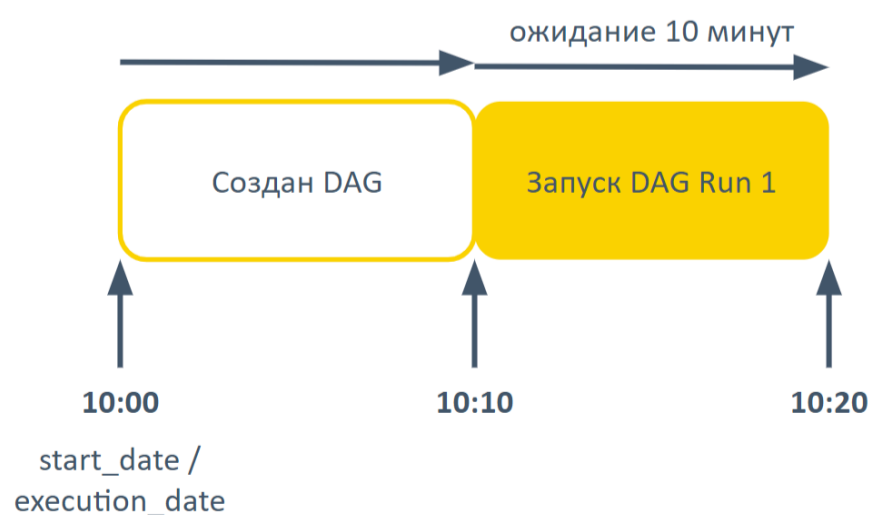 ожидание 10 минут
Создан DAG
Запуск DAG Run 1
10:00
10:10
10:20
start_date /
execution_date